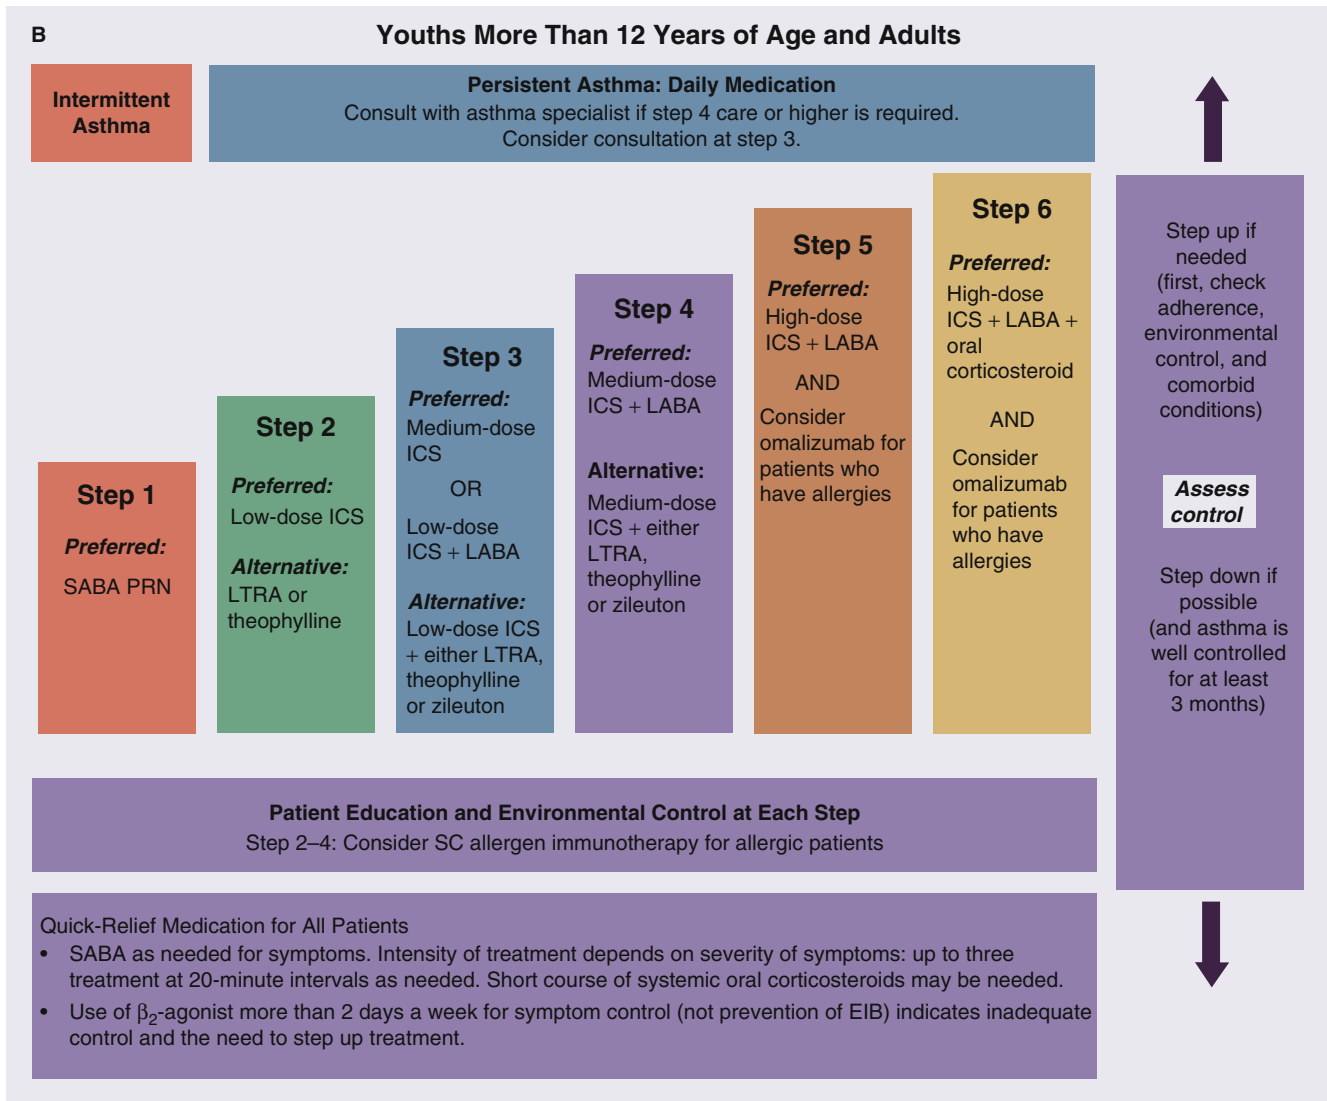 B
Youths More Than 12 Years of Age and Adults
Intermittent
Asthma
Persistent Asthma: Daily Medication
Consult with asthma specialist if step 4 care or higher is required.
Consider consultation at step 3.
Step 1
Preferred:
SABA PRN
Step 2
Preferred:
Low-dose ICS
Alternative:
LTRA or
theophylline
Step 3
Preferred:
Medium-dose
ICS
OR
Low-dose
ICS + LABA
Alternative:
Low-dose ICS
+ either LTRA,
theophylline
or zileuton
Step 4
Preferred:
Medium-dose
ICS + LABA
Alternative:
Medium-dose
ICS + either
LTRA,
theophylline
or zileuton
Step 5
Preferred:
High-dose
ICS + LABA
AND
Consider
omalizumab for
patients who
have allergies
Step 6
Preferred:
High-dose
ICS + LABA +
oral
corticosteroid
AND
Consider
omalizumab
for patients
who have
allergies
Step up if
needed
(first, check
adherence,
environmental
control, and
comorbid
conditions)
Assess
control
Step down if
possible
(and asthma is
well controlled
for at least
3 months)
Patient Education and Environmental Control at Each Step
Step 2–4: Consider SC allergen immunotherapy for allergic patients
Quick-Relief Medication for All Patients
• SABA as needed for symptoms. Intensity of treatment depends on severity of symptoms: up to three
treatment at 20-minute intervals as needed. Short course of systemic oral corticosteroids may be needed.
• Use of β₂-agonist more than 2 days a week for symptom control (not prevention of EIB) indicates inadequate
control and the need to step up treatment.